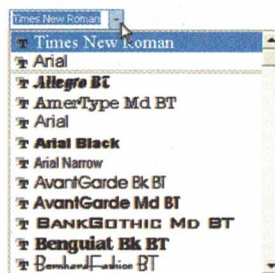 Times New Roman
Times New Roman
Arial
Allegro BT
AmerType Md BT
Arial
Arial Black
Arial Narrow
AvantGarde Bk BT
AvantGarde Md BT
BANKGOTHIC MD BT
Benguiat Bk BT
BernhardFashion BT